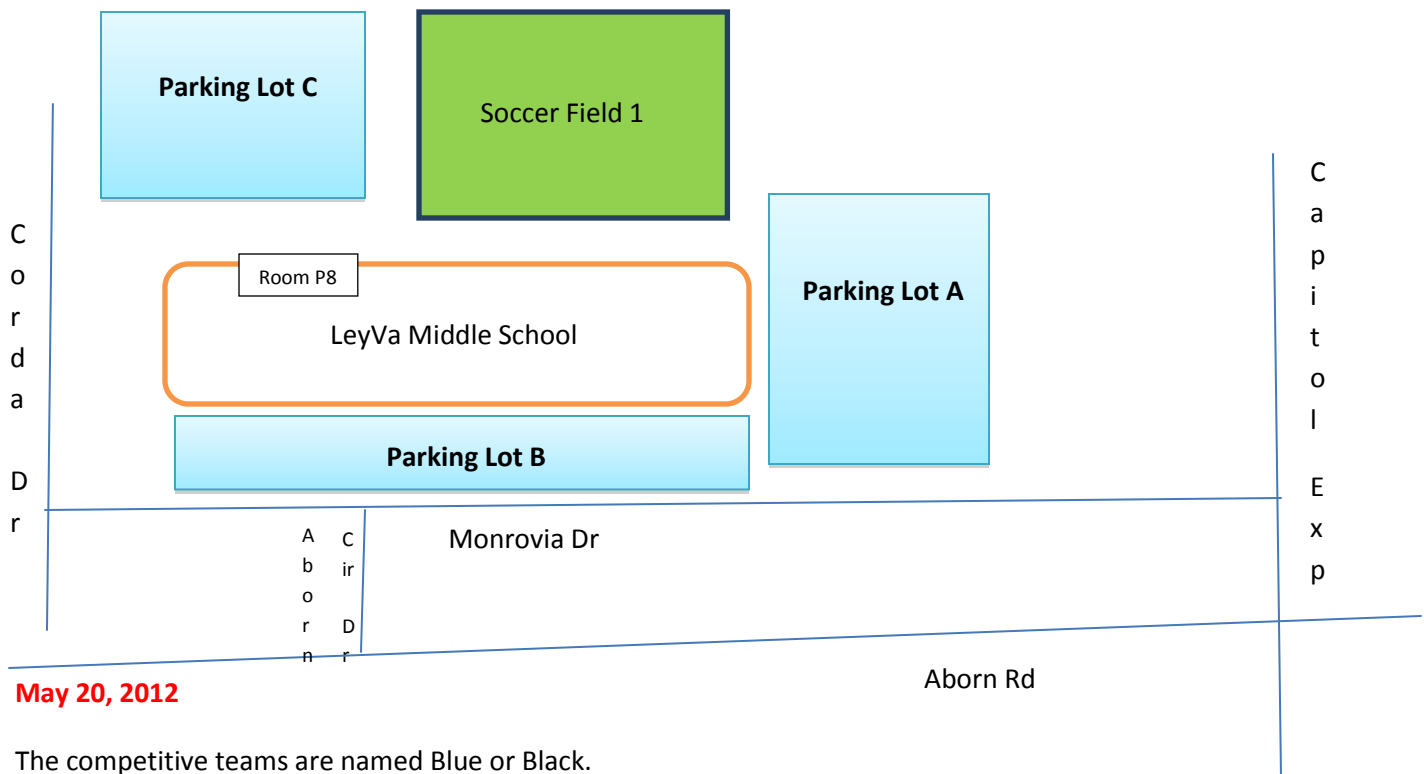 Parking Lot C
Soccer Field 1
Corda Dr
Capitol Exp
Room P8
Parking Lot A
LeyVa Middle School
Parking Lot B
Aborn Cir Dr
Monrovia Dr
Aborn Rd
May 20, 2012
The competitive teams are named Blue or Black.